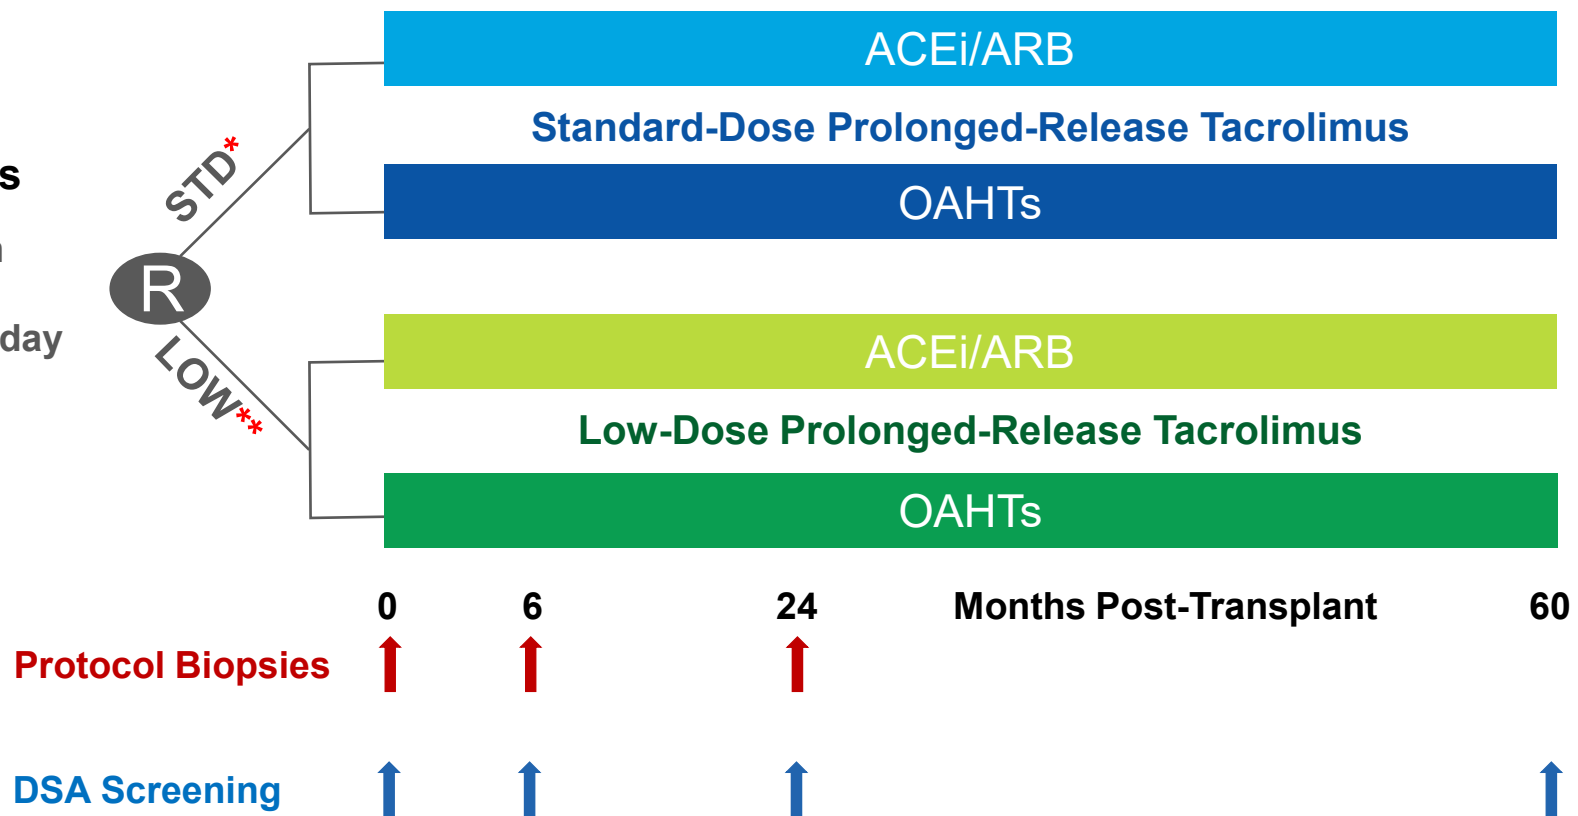 ACEi/ARB
Standard-Dose Prolonged-Release Tacrolimus
STD*
OAHTs
R
day
ACEi/ARB
LOW**
Low-Dose Prolonged-Release Tacrolimus
OAHTs
0 6 24 Months Post-Transplant 60
Protocol Biopsies
DSA Screening